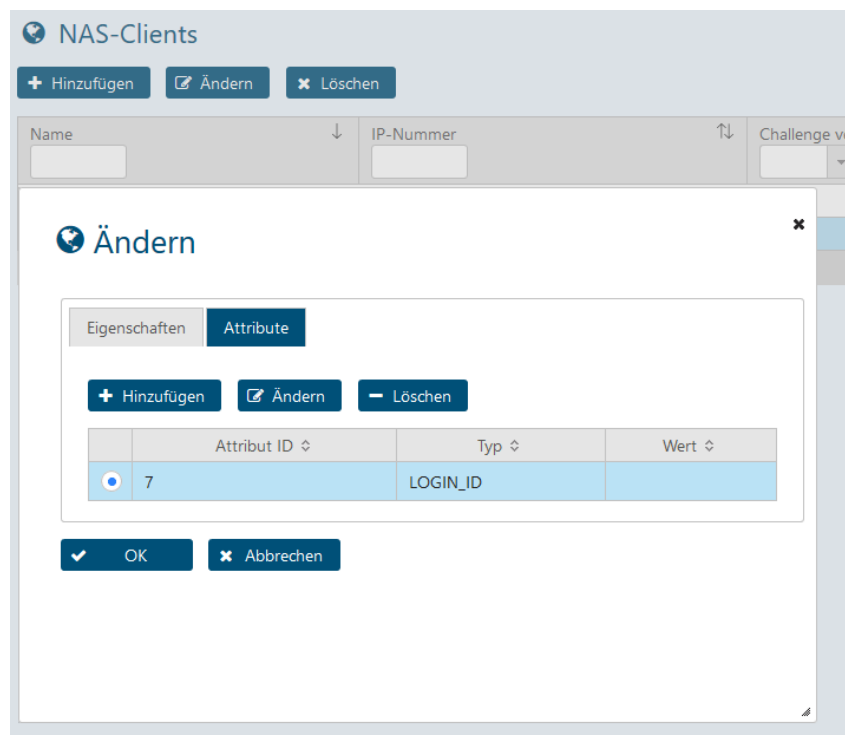 NAS-Clients
Hinzufügen Ändern Löschen
Name IP-Nummer Challenge
Ändern
Eigenschaften Attribute
Hinzufügen Ändern Löschen
Attribut ID Typ Wert
7 LOGIN_ID
OK Abbrechen